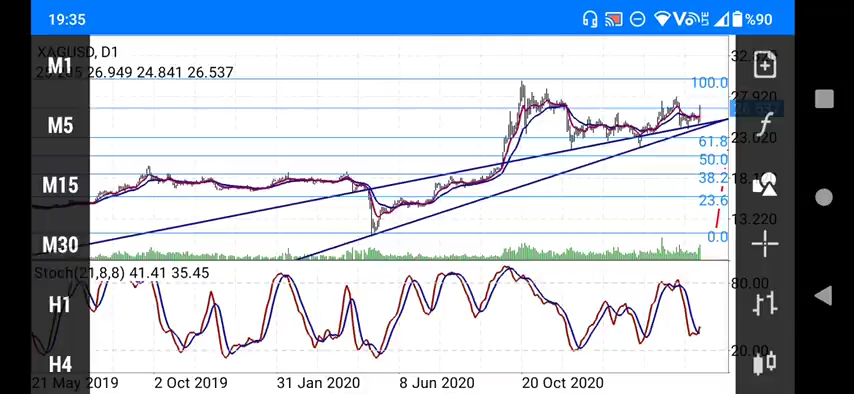 19:35
%90
XAGUSD, D1
26.949 24.841 26.537
M1
M5
M15
M30
H1
H4
100.0
61.8
50.0
38.2
23.6
0.0
27.920
23.020
13.220
Stoch(21,8,8) 41.41 35.45
80.00
20.00
21 May 2019
2 Oct 2019
31 Jan 2020
8 Jun 2020
20 Oct 2020